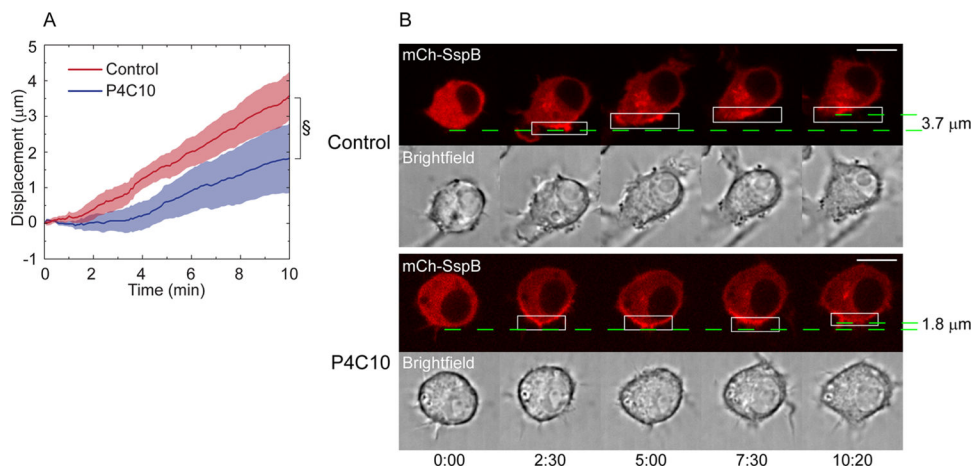 A
5
4
3
2
1
0
-1
Displacement (μm)
Control
P4C10
§
0
2
4
6
8
10
Time (min)
B
Control
mCh-SspB
3.7 μm
Brightfield
P4C10
mCh-SspB
1.8 μm
Brightfield
0:00 2:30 5:00 7:30 10:20